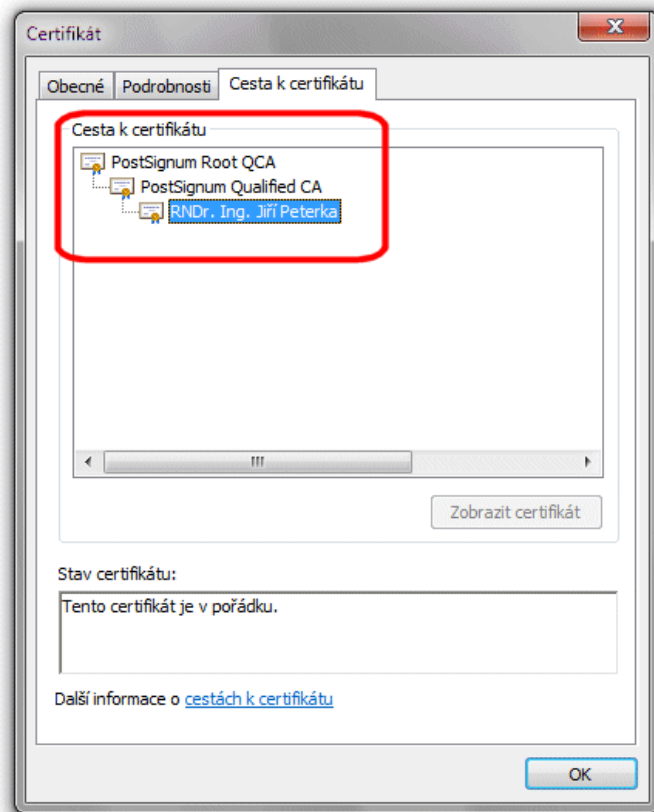 Certifikát
Obecné Podrobnosti Cesta k certifikátu
Cesta k certifikátu
PostSignum Root QCA
PostSignum Qualified CA
RNDr. Ing. Jiří Peterka
Zobrazit certifikát
Stav certifikátu:
Tento certifikát je v pořádku.
Další informace o cestách k certifikátu
OK